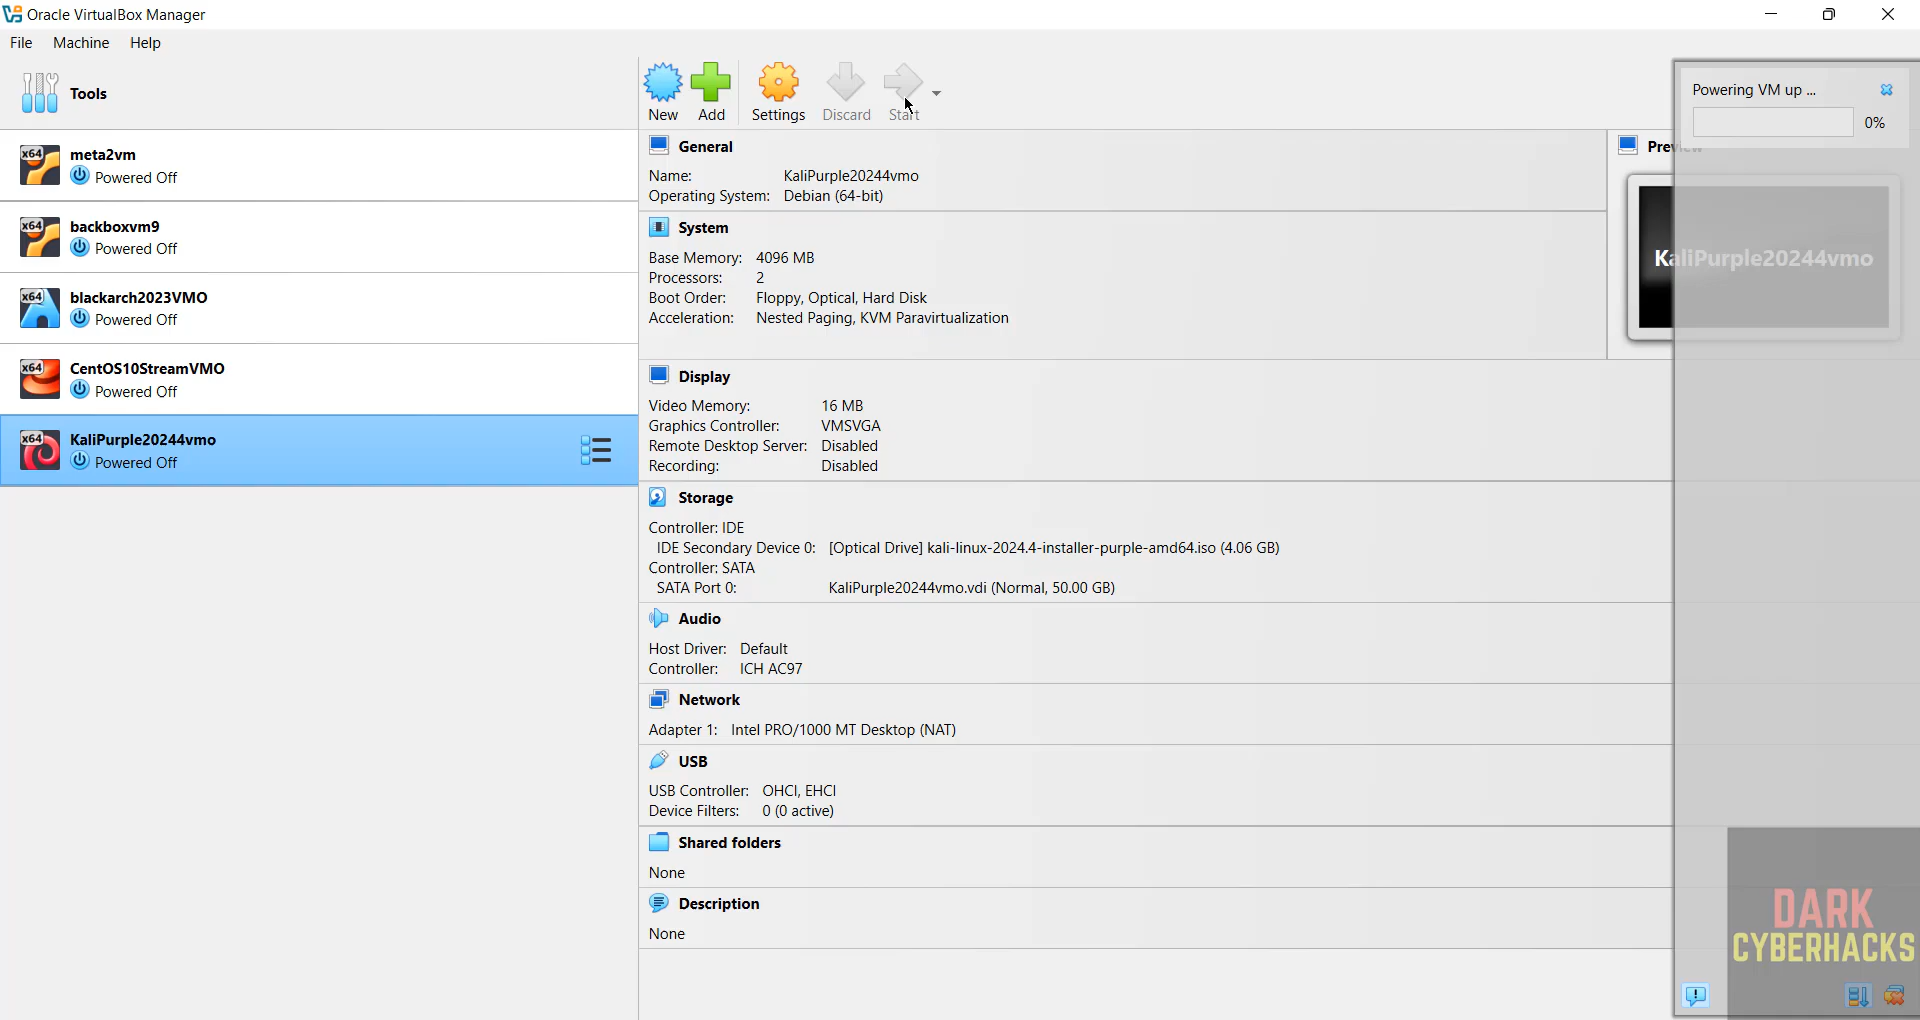 Oracle VirtualBox Manager
File Machine Help
Tools
New Add Settings Discard Start
Powering VM up ...
0%
x64 meta2vm
Powered Off
x64 backboxvm9
Powered Off
x64 blackarch2023VMO
Powered Off
x64 CentOS10StreamVMO
Powered Off
x64 KaliPurple20244vmo
Powered Off
General
Name: KaliPurple20244vmo
Operating System: Debian (64-bit)
Preview
KaliPurple20244vmo
System
Base Memory: 4096 MB
Processors: 2
Boot Order: Floppy, Optical, Hard Disk
Acceleration: Nested Paging, KVM Paravirtualization
Display
Video Memory: 16 MB
Graphics Controller: VMSVGA
Remote Desktop Server: Disabled
Recording: Disabled
Storage
Controller: IDE
IDE Secondary Device 0: [Optical Drive] kali-linux-2024.4-installer-purple-amd64.iso (4.06 GB)
Controller: SATA
SATA Port 0: KaliPurple20244vmo.vdi (Normal, 50.00 GB)
Audio
Host Driver: Default
Controller: ICH AC97
Network
Adapter 1: Intel PRO/1000 MT Desktop (NAT)
USB
USB Controller: OHCI, EHCI
Device Filters: 0 (0 active)
Shared folders
None
Description
None
DARK
CYBERHACKS